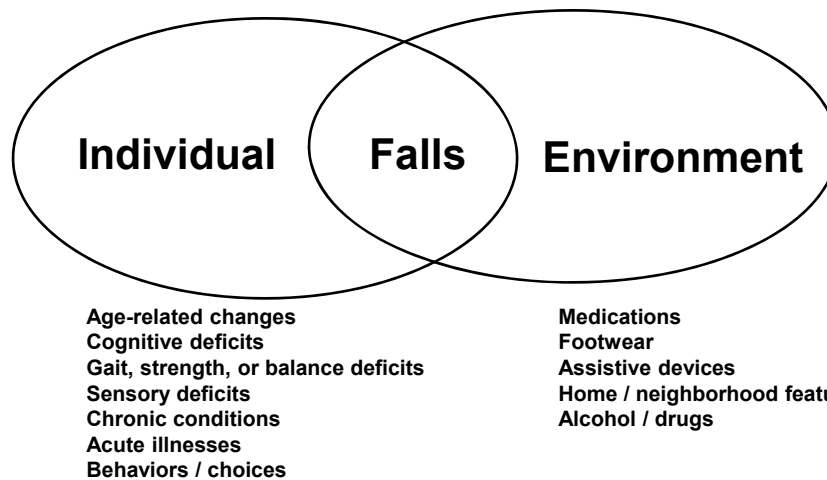 Individual
Falls
Environment
Age-related changes
Cognitive deficits
Gait, strength, or balance deficits
Sensory deficits
Chronic conditions
Acute illnesses
Behaviors / choices
Medications
Footwear
Assistive devices
Home / neighborhood
Alcohol / drugs